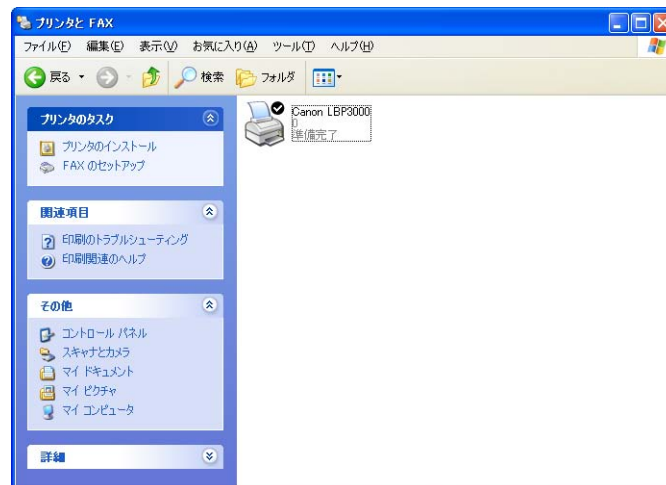 プリンタと FAX
ファイル(F) 編集(E) 表示(V) お気に入り(A) ツール(T) ヘルプ(H)
戻る 検索 フォルダ
プリンタのタスク
プリンタのインストール
FAX のセットアップ
関連項目
印刷のトラブルシューティング
印刷関連のヘルプ
その他
コントロール パネル
スキャナとカメラ
マイ ドキュメント
マイ ピクチャ
マイ コンピュータ
詳細
Canon LBP3000
0
準備完了